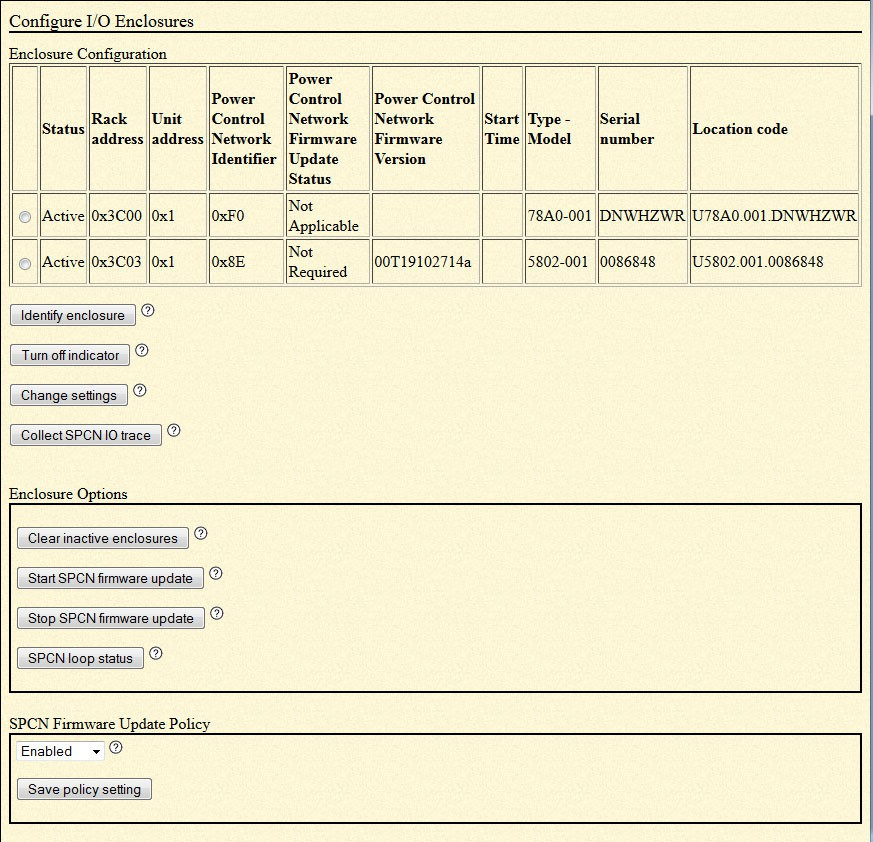 Configure I/O Enclosures
Enclosure Configuration
Status Rack address Unit address Power Control Network Identifier Power Control Network Firmware Update Status Power Control Network Firmware Version Start Time Type - Model Serial number Location code
Active 0x3C00 0x1 0xF0 Not Applicable 78A0-001 DNWHZWR U78A0.001.DNWHZWR
Active 0x3C03 0x1 0x8E Not Required 00T19102714a 5802-001 0086848 U5802.001.0086848
Identify enclosure ?
Turn off indicator ?
Change settings ?
Collect SPCN IO trace ?
Enclosure Options
Clear inactive enclosures ?
Start SPCN firmware update ?
Stop SPCN firmware update ?
SPCN loop status ?
SPCN Firmware Update Policy
Enabled ?
Save policy setting